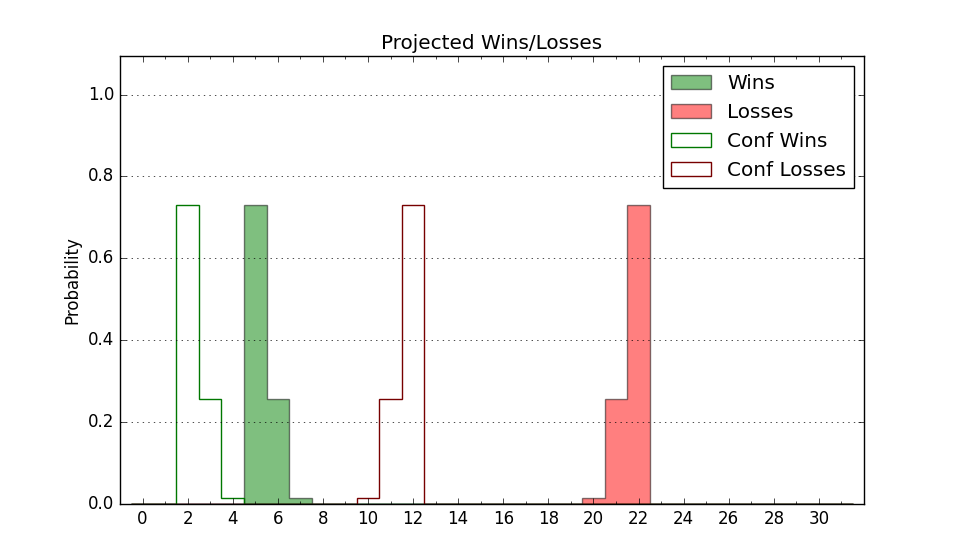 Projected Wins/Losses
Wins
Losses
Conf Wins
Conf Losses
Probability
1.0
0.8
0.6
0.4
0.2
0.0
0 2 4 6 8 10 12 14 16 18 20 22 24 26 28 30